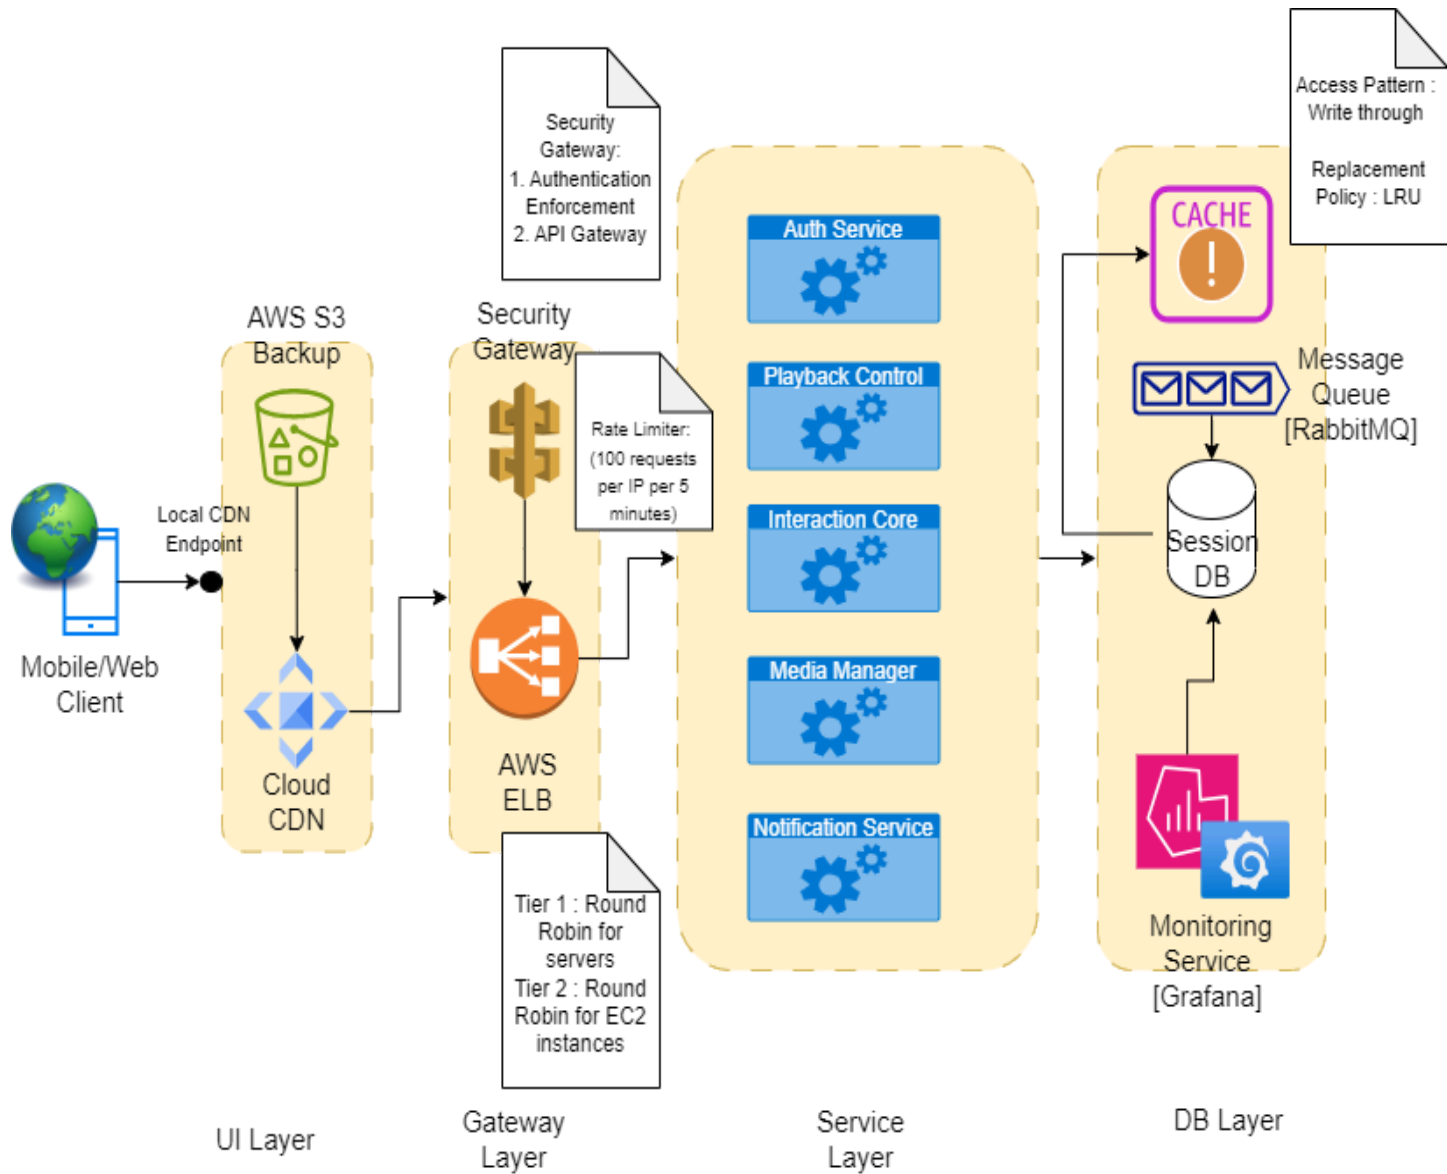 Access Pattern :
Write through
Replacement
Policy : LRU
Security
Gateway:
1. Authentication
Enforcement
2. API Gateway
AWS S3
Backup
Security
Gateway
Auth Service
CACHE
Message
Queue
[RabbitMQ]
Playback Control
Rate Limiter:
(100 requests
per IP per 5
minutes)
Local CDN
Endpoint
Interaction Core
Session
DB
Mobile/Web
Client
Media Manager
Cloud
CDN
AWS
ELB
Notification Service
Monitoring
Service
[Grafana]
Tier 1 : Round
Robin for
servers
Tier 2 : Round
Robin for EC2
instances
UI Layer
Gateway
Layer
Service
Layer
DB Layer